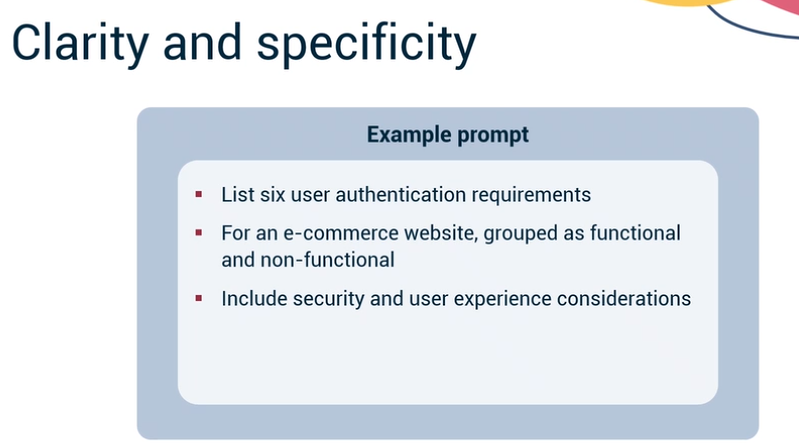 Clarity and specificity
Example prompt
▪ List six user authentication requirements
▪ For an e-commerce website, grouped as functional
and non-functional
▪ Include security and user experience considerations